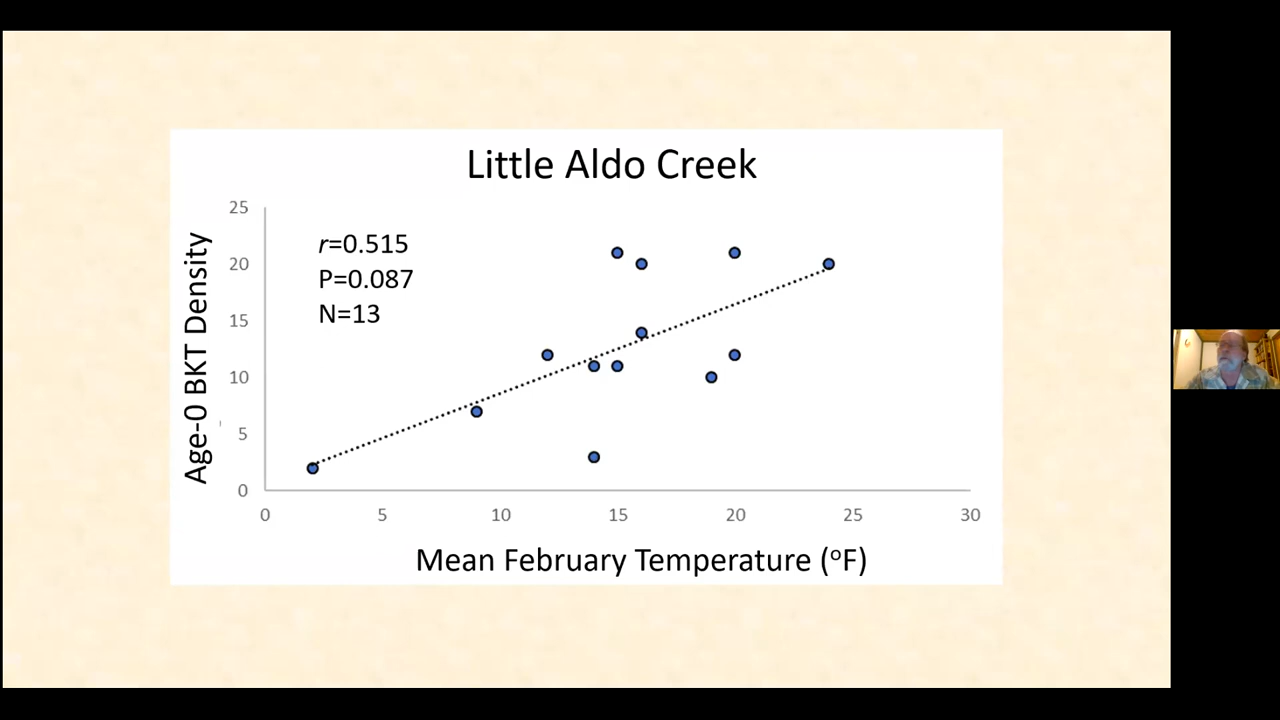 Little Aldo Creek
r=0.515
P=0.087
N=13
Age-0 BKT Density
25
20
15
10
5
0
0 5 10 15 20 25 30
Mean February Temperature (ᵒF)